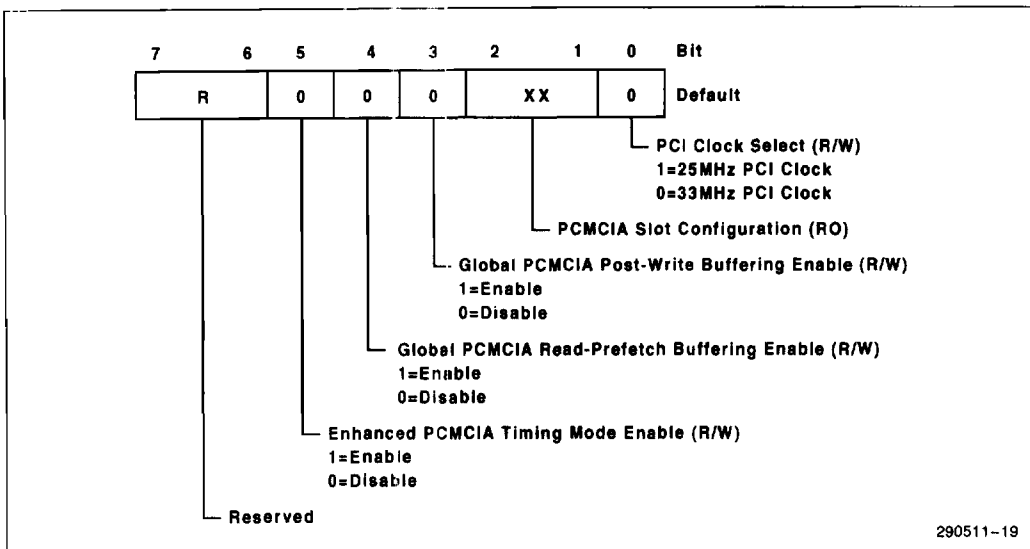 7 6 5 4 3 2 1 0 Bit
R 0 0 0 XX 0 Default
PCI Clock Select (R/W)
1=25MHz PCI Clock
0=33MHz PCI Clock
PCMCIA Slot Configuration (RO)
Global PCMCIA Post-Write Buffering Enable (R/W)
1=Enable
0=Disable
Global PCMCIA Read-Prefetch Buffering Enable (R/W)
1=Enable
0=Disable
Enhanced PCMCIA Timing Mode Enable (R/W)
1=Enable
0=Disable
Reserved
290511-19